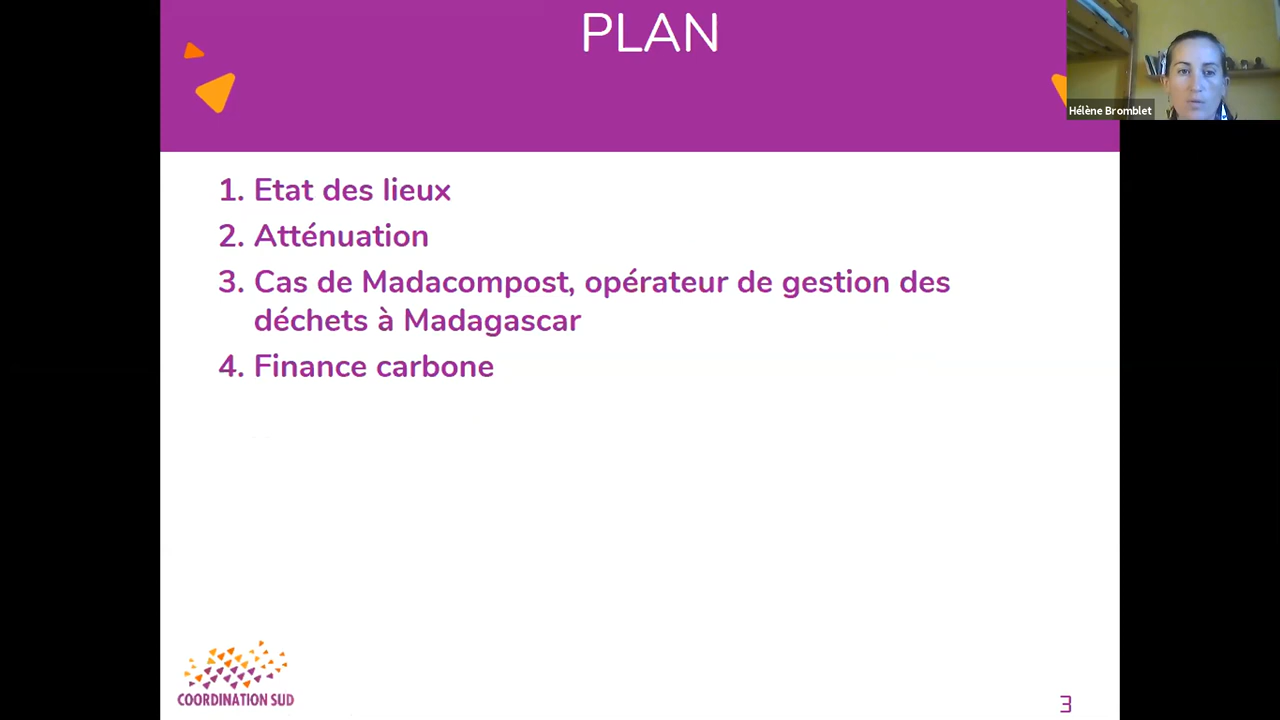 PLAN
Hélène Bromblet
1. Etat des lieux
2. Atténuation
3. Cas de Madacompost, opérateur de gestion des
déchets à Madagascar
4. Finance carbone
COORDINATION SUD
3